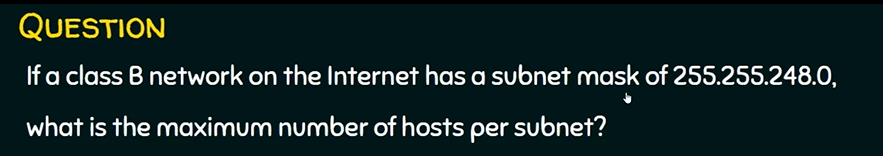 QUESTION
If a class B network on the Internet has a subnet mask of 255.255.248.0,
what is the maximum number of hosts per subnet?